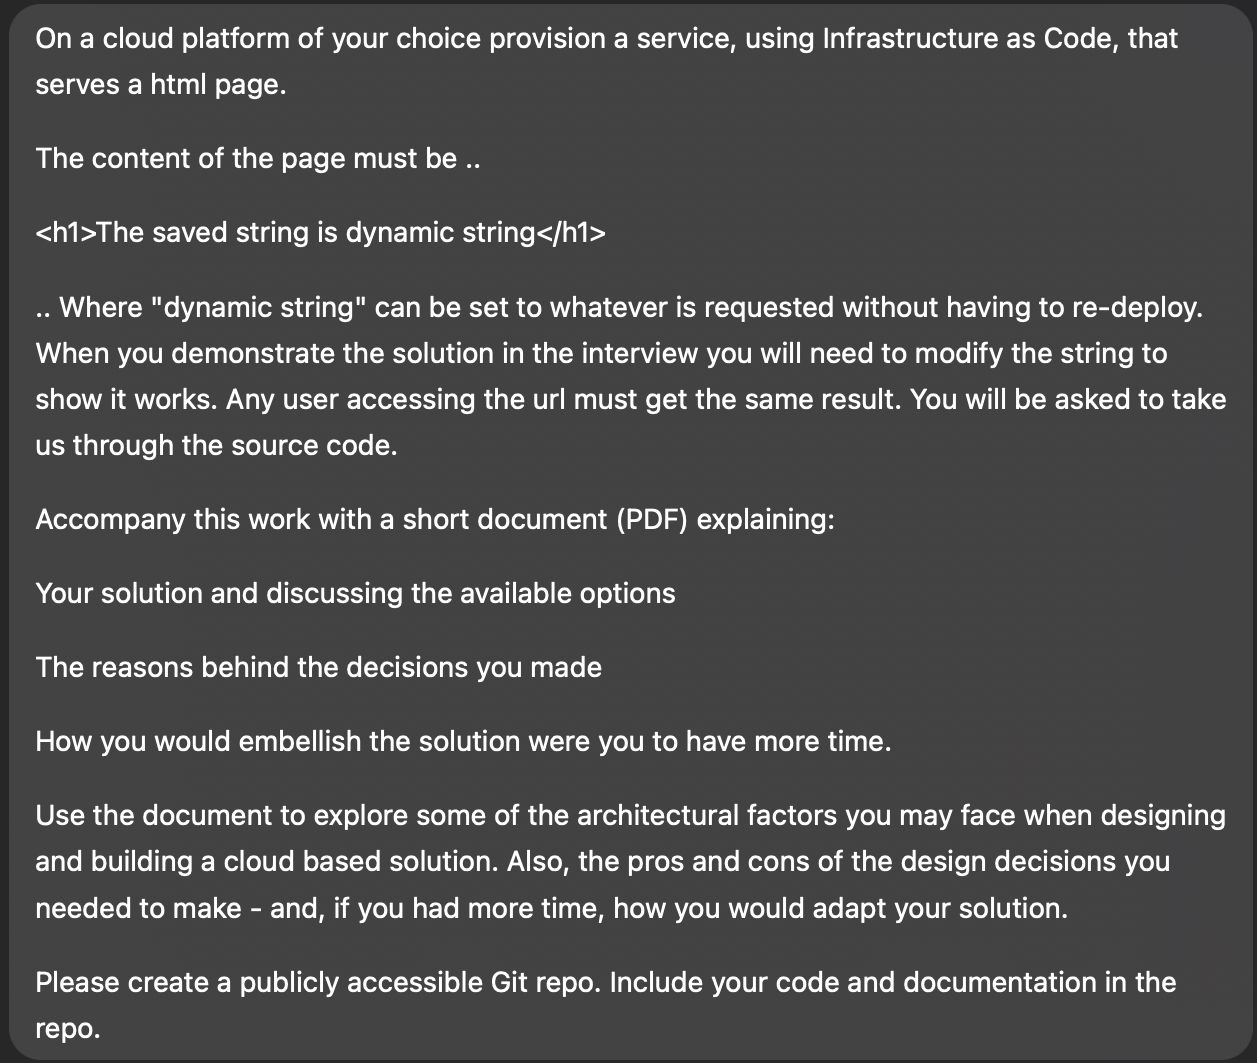 On a cloud platform of your choice provision a service, using Infrastructure as Code, that
serves a html page.
The content of the page must be ..
<h1>The saved string is dynamic string</h1>
.. Where "dynamic string" can be set to whatever is requested without having to re-deploy.
When you demonstrate the solution in the interview you will need to modify the string to
show it works. Any user accessing the url must get the same result. You will be asked to take
us through the source code.
Accompany this work with a short document (PDF) explaining:
Your solution and discussing the available options
The reasons behind the decisions you made
How you would embellish the solution were you to have more time.
Use the document to explore some of the architectural factors you may face when designing
and building a cloud based solution. Also, the pros and cons of the design decisions you
needed to make - and, if you had more time, how you would adapt your solution.
Please create a publicly accessible Git repo. Include your code and documentation in the
repo.